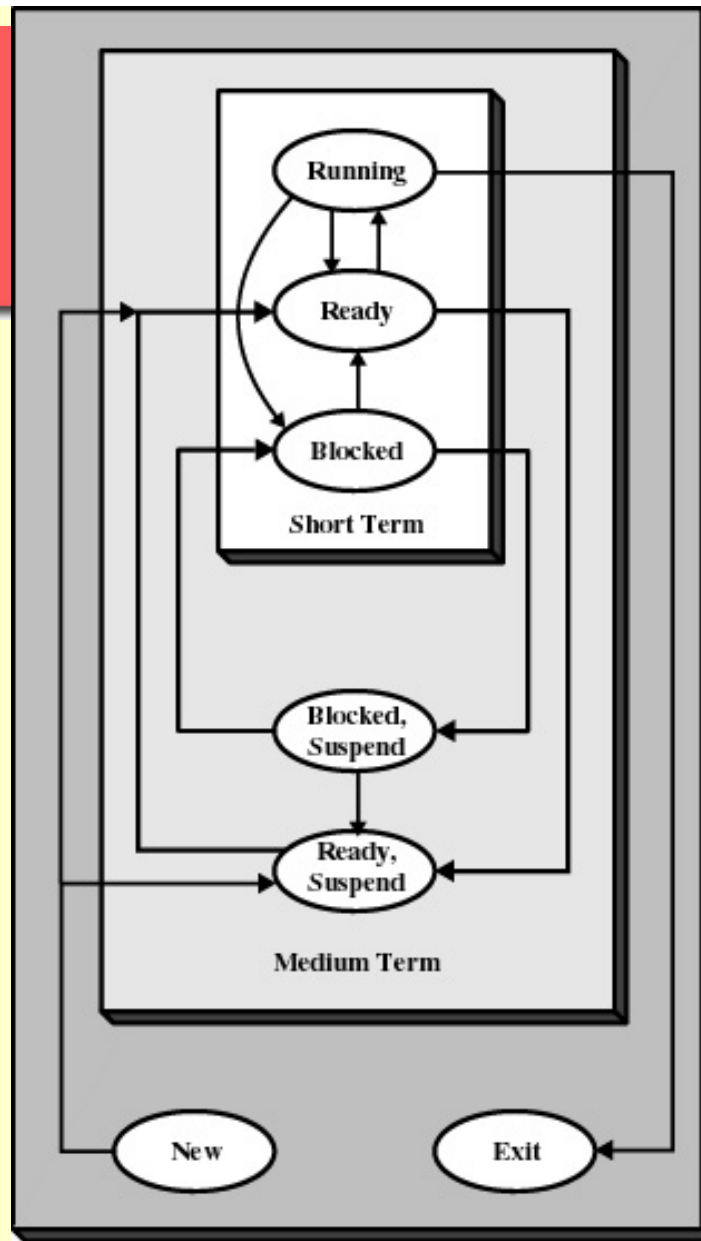 Running
Ready
Blocked
Short Term
Blocked,
Suspend
Ready,
Suspend
Medium Term
New
Exit